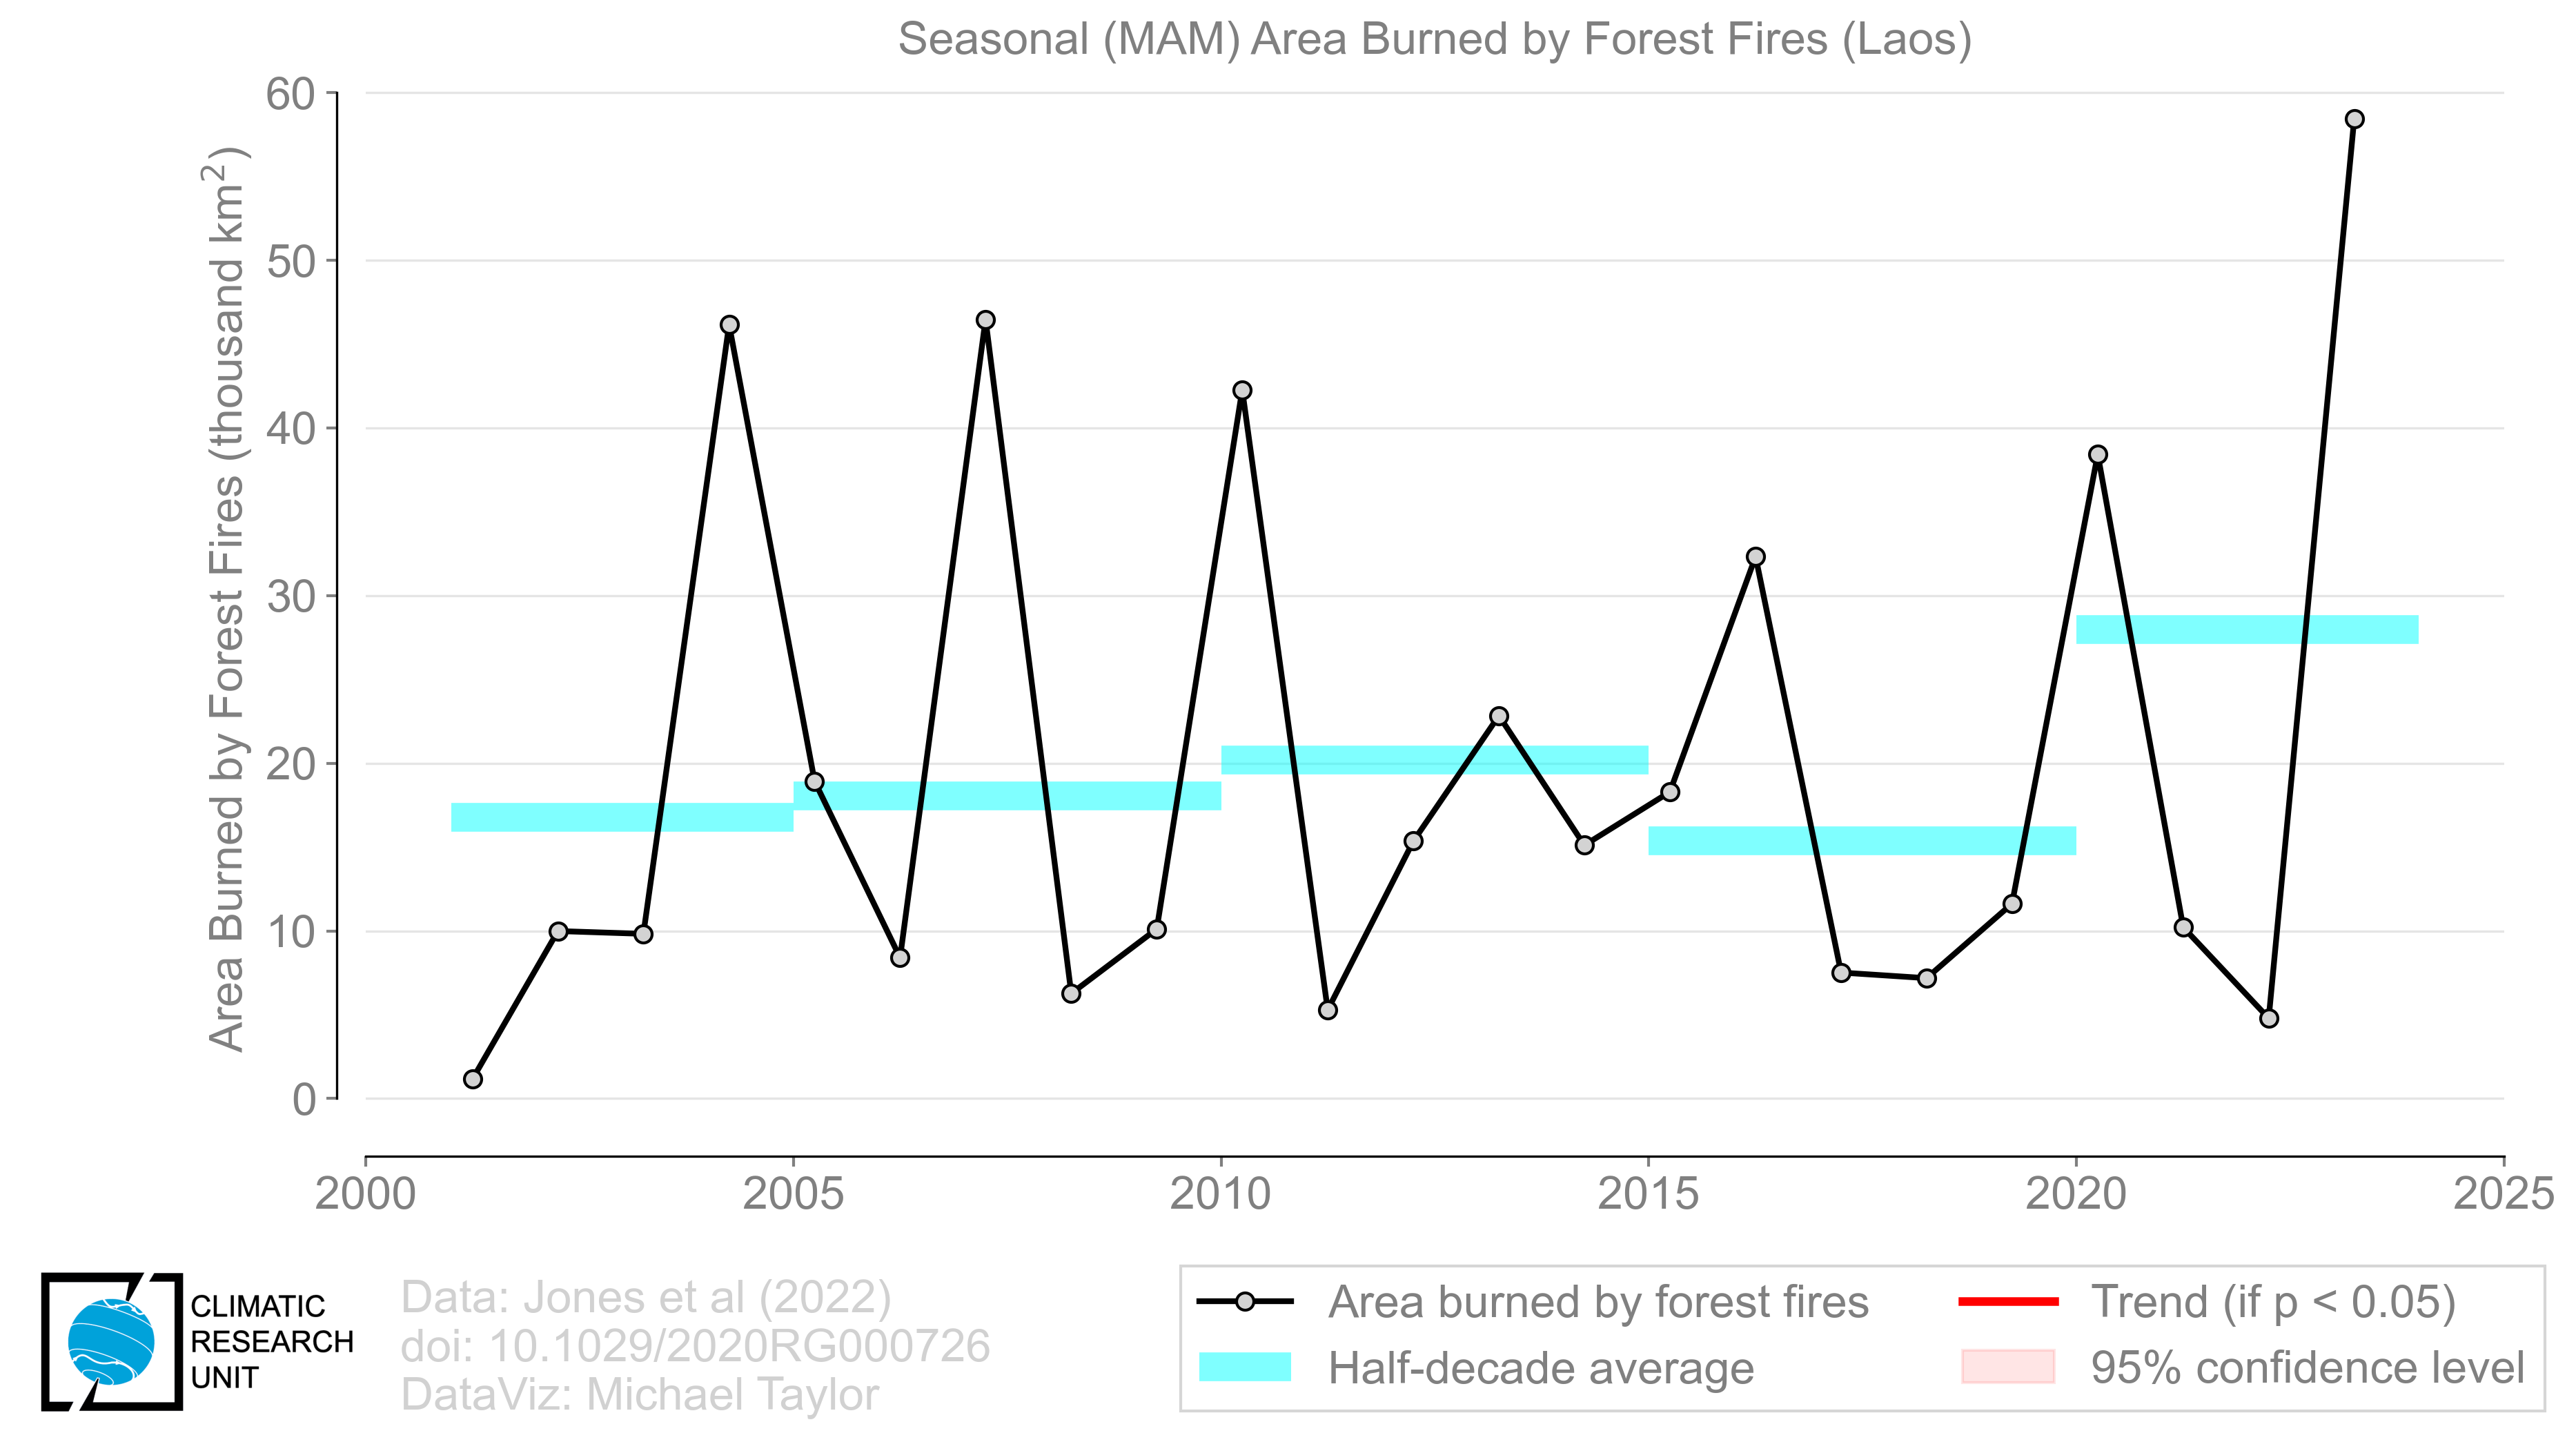 Seasonal (MAM) Area Burned by Forest Fires (Laos)
Area Burned by Forest Fires (thousand km²)
60
50
40
30
20
10
0
2000 2005 2010 2015 2020 2025
CLIMATIC
RESEARCH
UNIT
Data: Jones et al (2022)
doi: 10.1029/2020RG000726
DataViz: Michael Taylor
Area burned by forest fires
Half-decade average
Trend (if p < 0.05)
95% confidence level